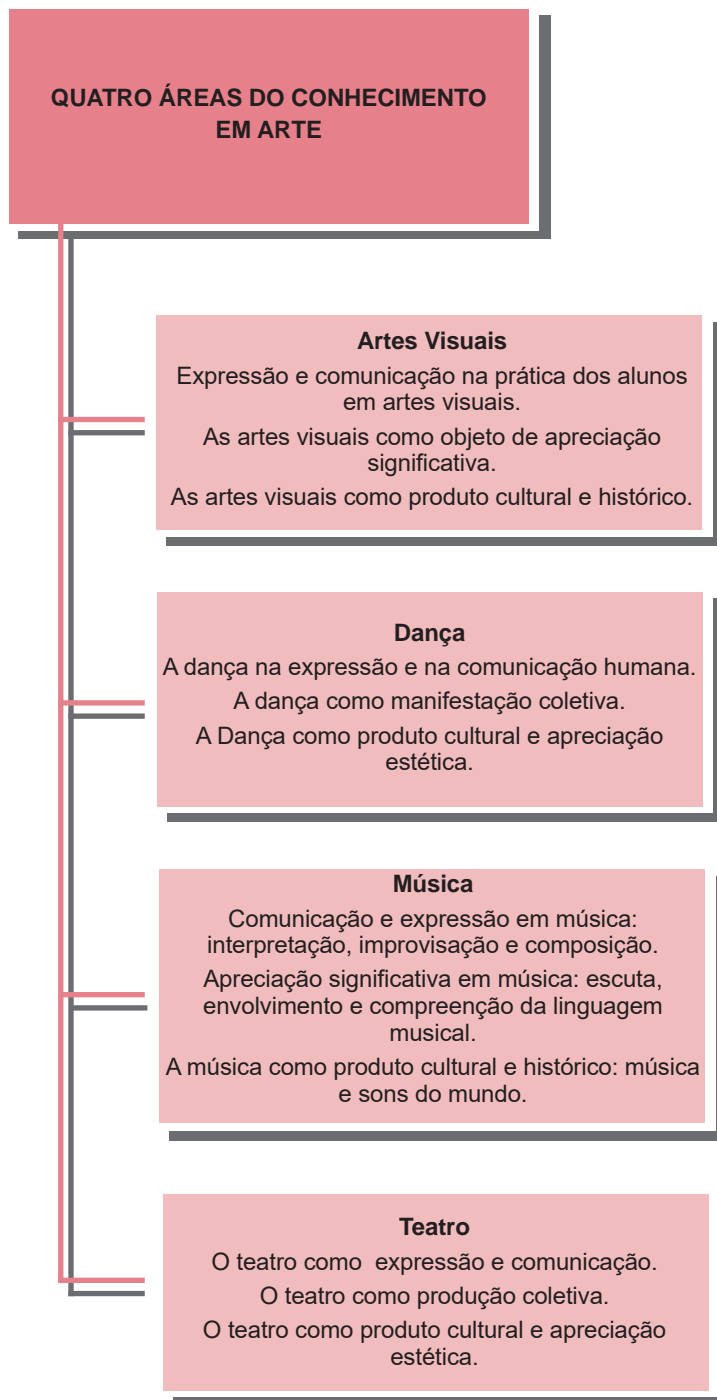 QUATRO ÁREAS DO CONHECIMENTO
EM ARTE
Artes Visuais
Expressão e comunicação na prática dos alunos
em artes visuais.
As artes visuais como objeto de apreciação
significativa.
As artes visuais como produto cultural e histórico.
Dança
A dança na expressão e na comunicação humana.
A dança como manifestação coletiva.
A Dança como produto cultural e apreciação
estética.
Música
Comunicação e expressão em música:
interpretação, improvisação e composição.
Apreciação significativa em música: escuta,
envolvimento e compreenção da linguagem
musical.
A música como produto cultural e histórico: música
e sons do mundo.
Teatro
O teatro como  expressão e comunicação.
O teatro como produção coletiva.
O teatro como produto cultural e apreciação
estética.